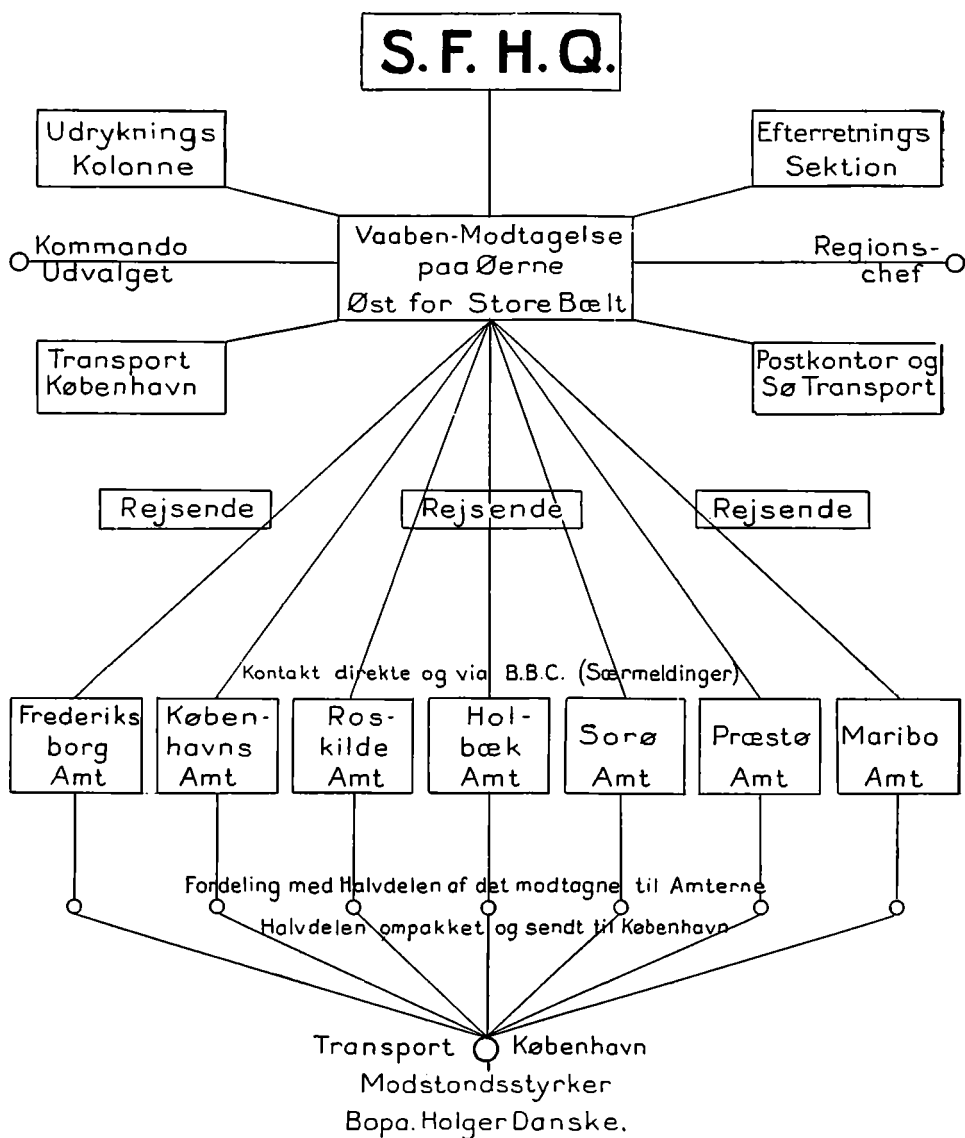 S. F. H. Q.
Udryknings
Kolonne
Efterretnings
Sektion
Kommando
Udvalget
Vaaben-Modtagelse
paa Øerne
Øst for Store Bælt
Regions-
chef
Transport
København
Postkontor og
Sø Transport
Rejsende
Rejsende
Rejsende
Kontakt direkte og via B.B.C. (Særmeldinger)
Frederiks
borg
Amt
Køben-
havns
Amt
Ros-
kilde
Amt
Hol-
bæk
Amt
Sorø
Amt
Præstø
Amt
Maribo
Amt
Fordeling med Halvdelen af det modtagne til Amterne
Halvdelen ompakket og sendt til København
Transport København
Modstandsstyrker
Bopa. Holger Danske.